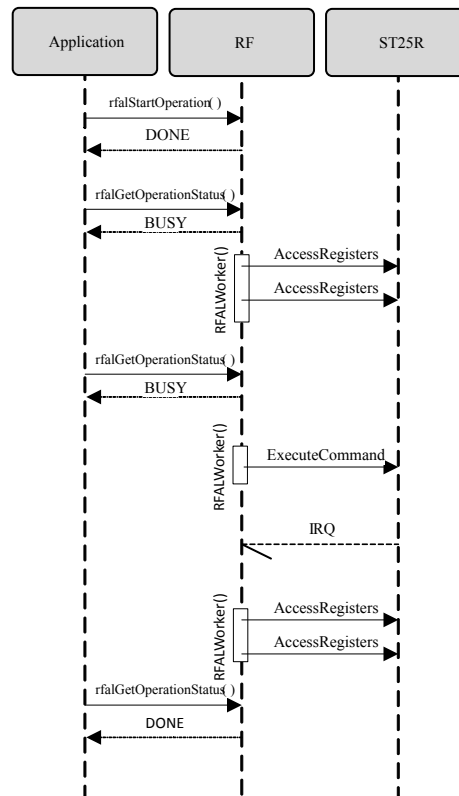 Application
RF
ST25R
rfalStartOperation( )
DONE
rfalGetOperationStatus( )
BUSY
RFALWorker()
AccessRegisters
AccessRegisters
rfalGetOperationStatus( )
BUSY
RFALWorker()
ExecuteCommand
IRQ
RFALWorker()
AccessRegisters
AccessRegisters
rfalGetOperationStatus( )
DONE